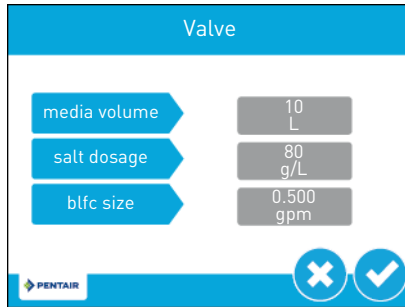 Valve
media volume
10
L
salt dosage
80
g/L
blfc size
0.500
gpm
PENTAIR